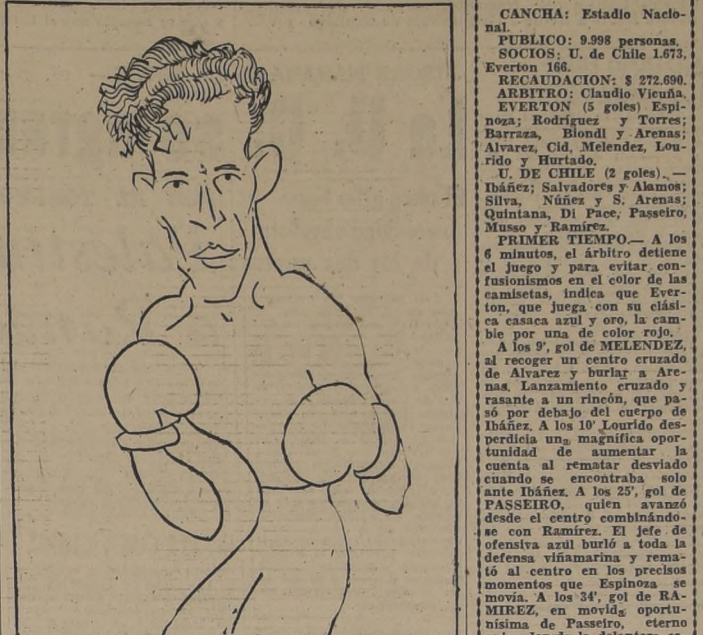 CANCHA: Estadio Nacio-
nal.
PUBLICO: 9.998 personas.
SOCIOS: U. de Chile 1.673,
Everton 166.
RECAUDACION: $ 272.690.
ARBITRO: Claudio Vicuña.
EVERTON (5 goles) Espi-
noza; Rodríguez y Torres;
Barraza, Biondi y Arenas;
Alvarez, Cid, Melendez, Lou-
rido y Hurtado.
U. DE CHILE (2 goles).—
Ibáñez; Salvadores y Alamos;
Silva, Núñez y S. Arenas;
Quintana, Di Pace, Passeiro,
Musso y Ramírez.
PRIMER TIEMPO.— A los
6 minutos, el árbitro detiene
el juego y para evitar con-
fusionismos en el color de las
camisetas, indica que Ever-
ton, que juega con su clási-
ca casaca azul y oro, la cam-
bie por una de color rojo.
A los 9', gol de MELENDEZ,
al recoger un centro cruzado
de Alvarez y burlar a Are-
nas. Lanzamiento cruzado y
rasante a un rincón, que pa-
só por debajo del cuerpo de
Ibáñez. A los 10' Lourido des-
perdicia una magnífica opor-
tunidad de aumentar la
cuenta al rematar desviado
cuando se encontraba solo
ante Ibáñez. A los 25', gol de
PASSEIRO, quien avanzó
desde el centro combinándo-
se con Ramírez. El jefe de
ofensiva azul burló a toda la
defensa viñamarina y rema-
tó al centro en los precisos
momentos que Espinoza se
movía. A los 34', gol de RA-
MIREZ, en movida oportu-
nísima de Passeiro, eterno